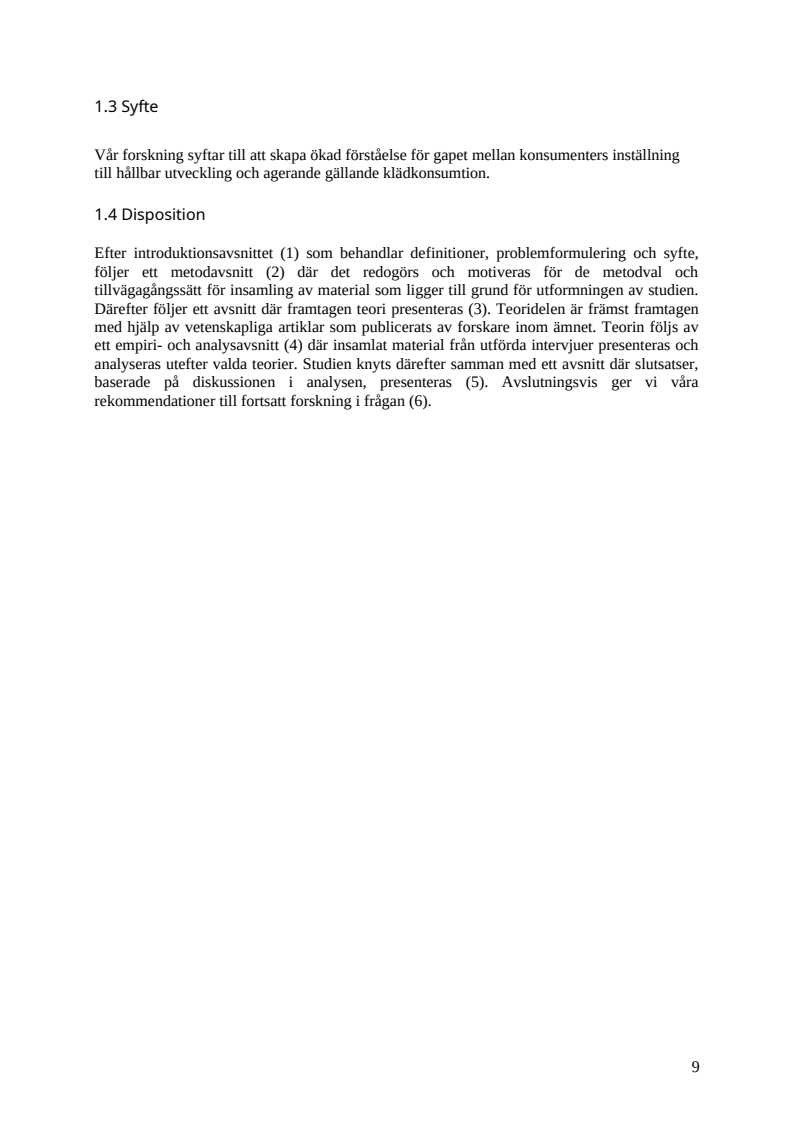 1.3 Syfte
Vår forskning syftar till att skapa ökad förståelse för gapet mellan konsumenters inställning
till hållbar utveckling och agerande gällande klädkonsumtion.
1.4 Disposition
Efter introduktionsavsnittet (1) som behandlar definitioner, problemformulering och syfte,
följer ett metodavsnitt (2) där det redogörs och motiveras för de metodval och
tillvägagångssätt för insamling av material som ligger till grund för utformningen av studien.
Därefter följer ett avsnitt där framtagen teori presenteras (3). Teoridelen är främst framtagen
med hjälp av vetenskapliga artiklar som publicerats av forskare inom ämnet. Teorin följs av
ett empiri- och analysavsnitt (4) där insamlat material från utförda intervjuer presenteras och
analyseras utefter valda teorier. Studien knyts därefter samman med ett avsnitt där slutsatser,
baserade på diskussionen i analysen, presenteras (5). Avslutningsvis ger vi våra
rekommendationer till fortsatt forskning i frågan (6).
9